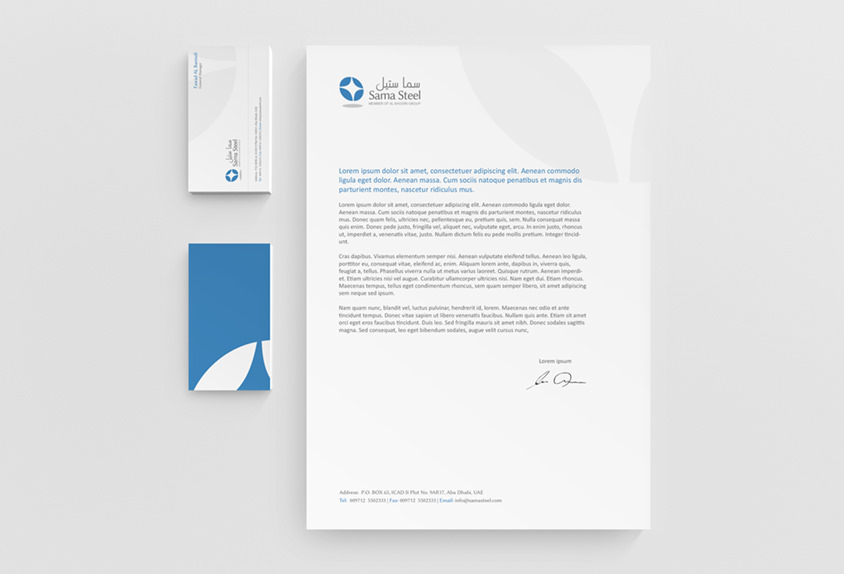 سما ستيل
Sama Steel
MEMBER OF AL AYOUNI GROUP
Lorem ipsum dolor sit amet, consectetuer adipiscing elit. Aenean commodo
ligula eget dolor. Aenean massa. Cum sociis natoque penatibus et magnis dis
parturient montes, nascetur ridiculus mus.
Lorem ipsum dolor sit amet, consectetuer adipiscing elit. Aenean commodo ligula eget dolor.
Aenean massa. Cum sociis natoque penatibus et magnis dis parturient montes, nascetur ridiculus mus.
Donec quam felis, ultricies nec, pellentesque eu, pretium quis, sem. Nulla consequat massa
quis enim. Donec pede justo, fringilla vel, aliquet nec, vulputate eget, arcu. In enim justo, rhoncus
ut, imperdiet a, venenatis vitae, justo. Nullam dictum felis eu pede mollis pretium. Integer tincid-
unt.
Cras dapibus. Vivamus elementum semper nisi. Aenean vulputate eleifend tellus. Aenean leo ligula,
porttitor eu, consequat vitae, eleifend ac, enim. Aliquam lorem ante, dapibus in, viverra quis,
feugiat a, tellus. Phasellus viverra nulla ut metus varius laoreet. Quisque rutrum. Aenean imperdi-
et. Etiam ultricies nisi vel augue. Curabitur ullamcorper ultricies nisi. Nam eget dui. Etiam rhoncus.
Maecenas tempus, tellus eget condimentum rhoncus, sem quam semper libero, sit amet adipiscing
sem neque sed ipsum.
Nam quam nunc, blandit vel, luctus pulvinar, hendrerit id, lorem. Maecenas nec odio et ante
tincidunt tempus. Donec vitae sapien ut libero venenatis faucibus. Nullam quis ante. Etiam sit amet
orci eget eros faucibus tincidunt. Duis leo. Sed fringilla mauris sit amet nibh. Donec sodales sagittis
magna. Sed consequat, leo eget bibendum sodales, augue velit cursus nunc,
Lorem ipsum
Address: P.O. BOX 63, ICAD II Plot No. 9AB17, Abu Dhabi, UAE
Tel: 009712 5502333 | Fax: 009712 5502335 | Email: info@samasteel.com
سما ستيل
Sama Steel
General Manager